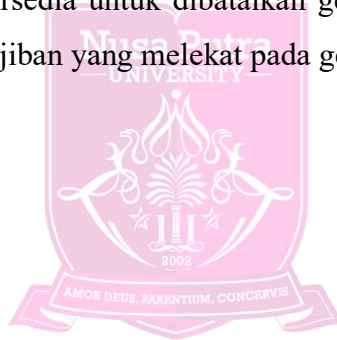 rsedia untuk dibatalkan g
Nusa Putra
UNIVERSITY
jiban yang melekat pada g
2002
AMOR DEUS, PARENTIUM, CONCERVIS